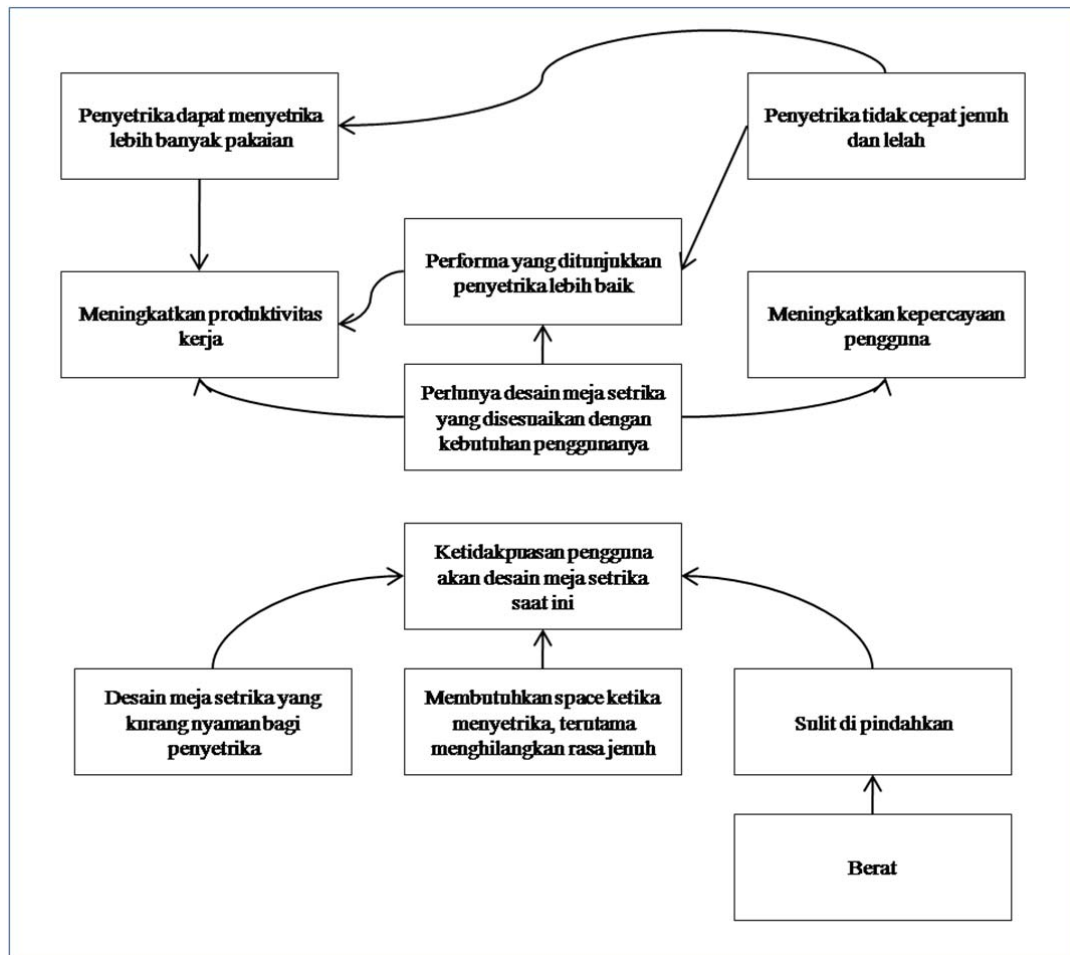 Penyetrika dapat menyetrika
lebih banyak pakaian
Penyetrika tidak cepat jenuh
dan lelah
Performa yang ditunjukkan
penyetrika lebih baik
Meningkatkan produktivitas
kerja
Meningkatkan kepercayaan
pengguna
Perlunya desain meja setrika
yang disesuaikan dengan
kebutuhan penggunanya
Ketidakpuasan pengguna
akan desain meja setrika
saat ini
Desain meja setrika yang
kurang nyaman bagi
penyetrika
Membutuhkan space ketika
menyetrika, terutama
menghilangkan rasa jenuh
Sulit di pindahkan
Berat